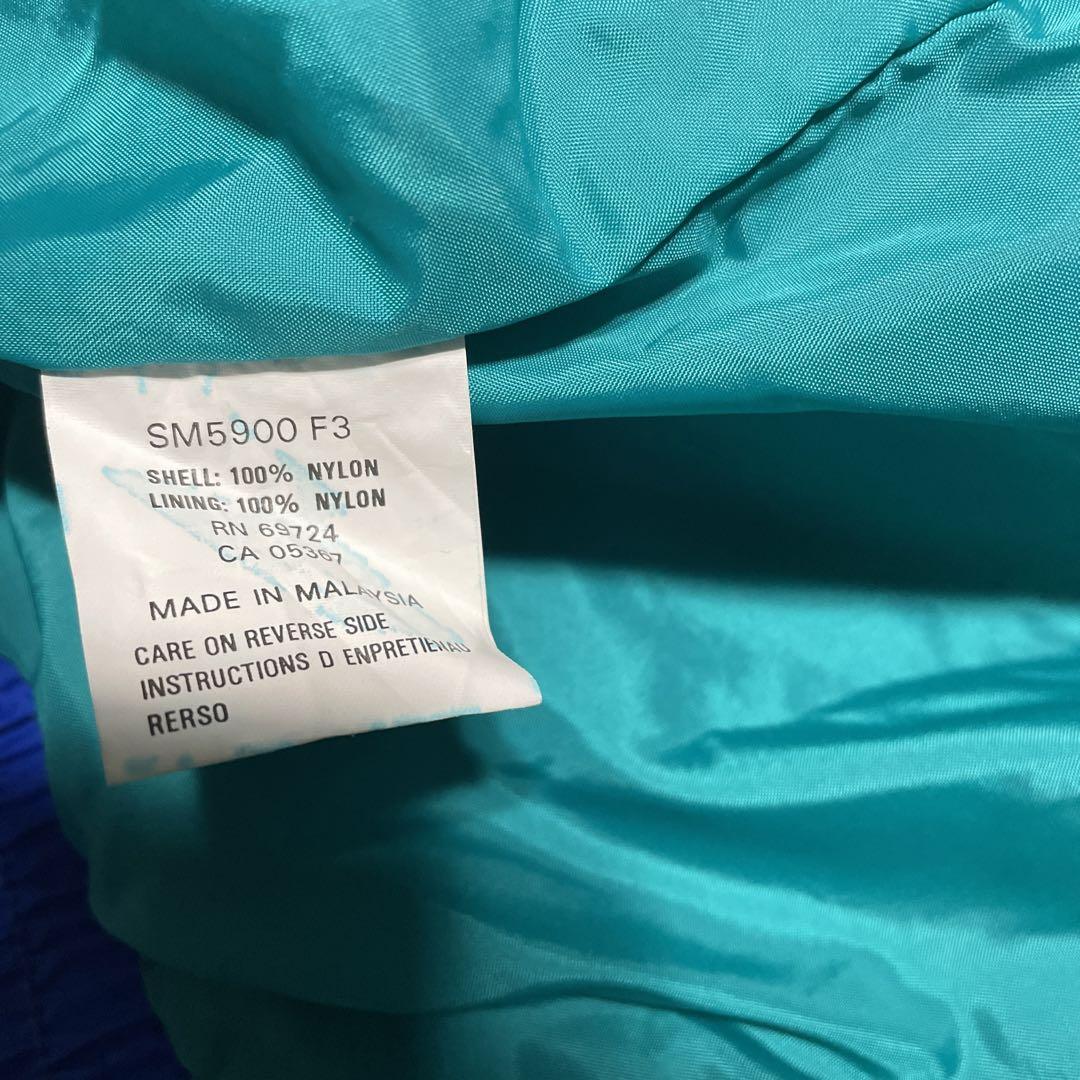 SM5900 F3
SHELL: 100% NYLON
LINING: 100% NYLON
RN 69724
CA 05367
MADE IN MALAYSIA
CARE ON REVERSE SIDE
INSTRUCTIONS D ENPRETIENAU
RERSO